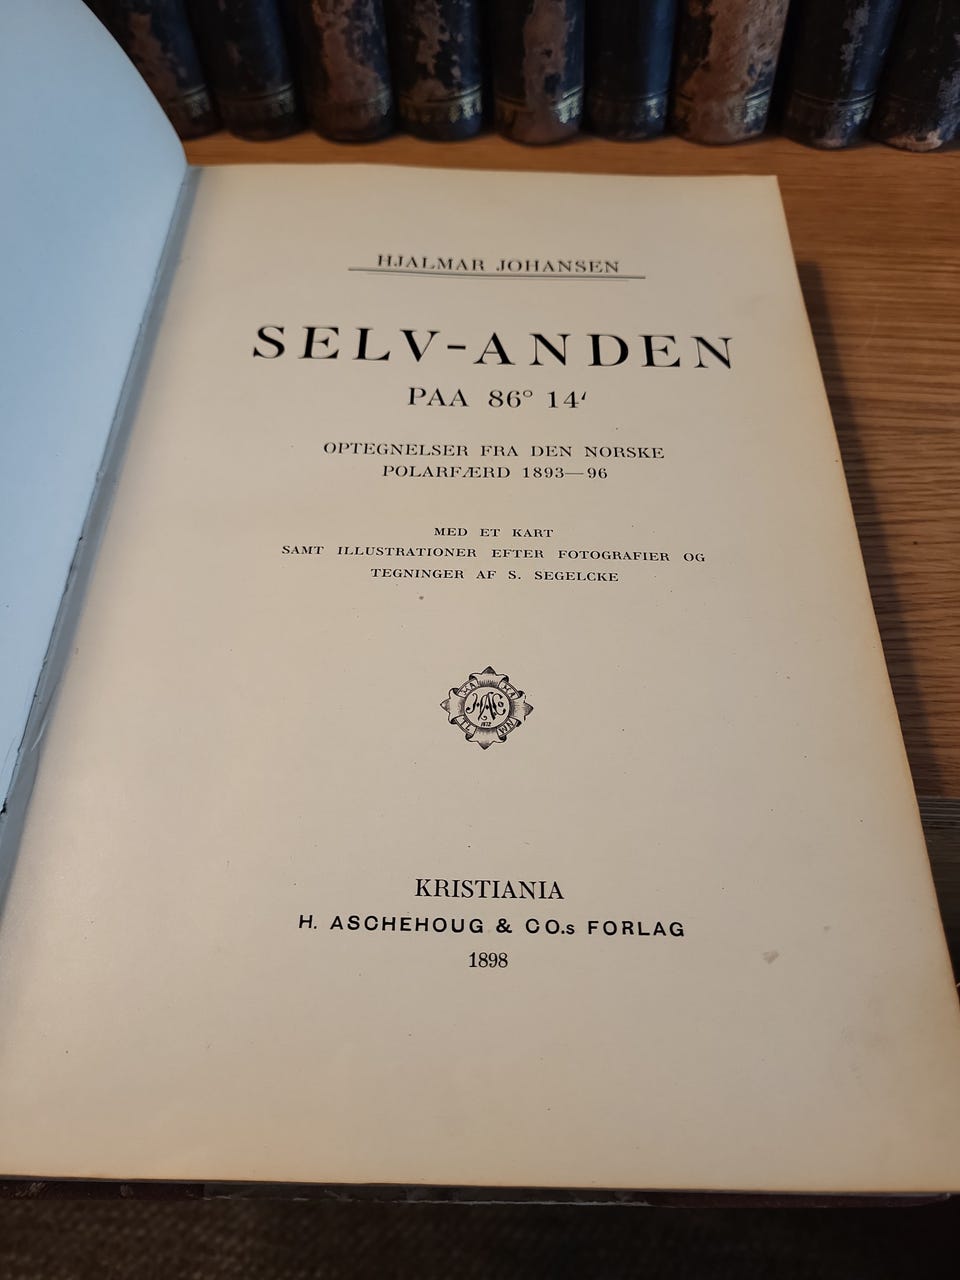 HJALMAR JOHANSEN
SELV-ANDEN
PAA 86° 14′
OPTEGNELSER FRA DEN NORSKE
POLARFÆRD 1893—96
MED ET KART
SAMT ILLUSTRATIONER EFTER FOTOGRAFIER OG
TEGNINGER AF S. SEGELCKE
KRISTIANIA
H. ASCHEHOUG & CO.s FORLAG
1898